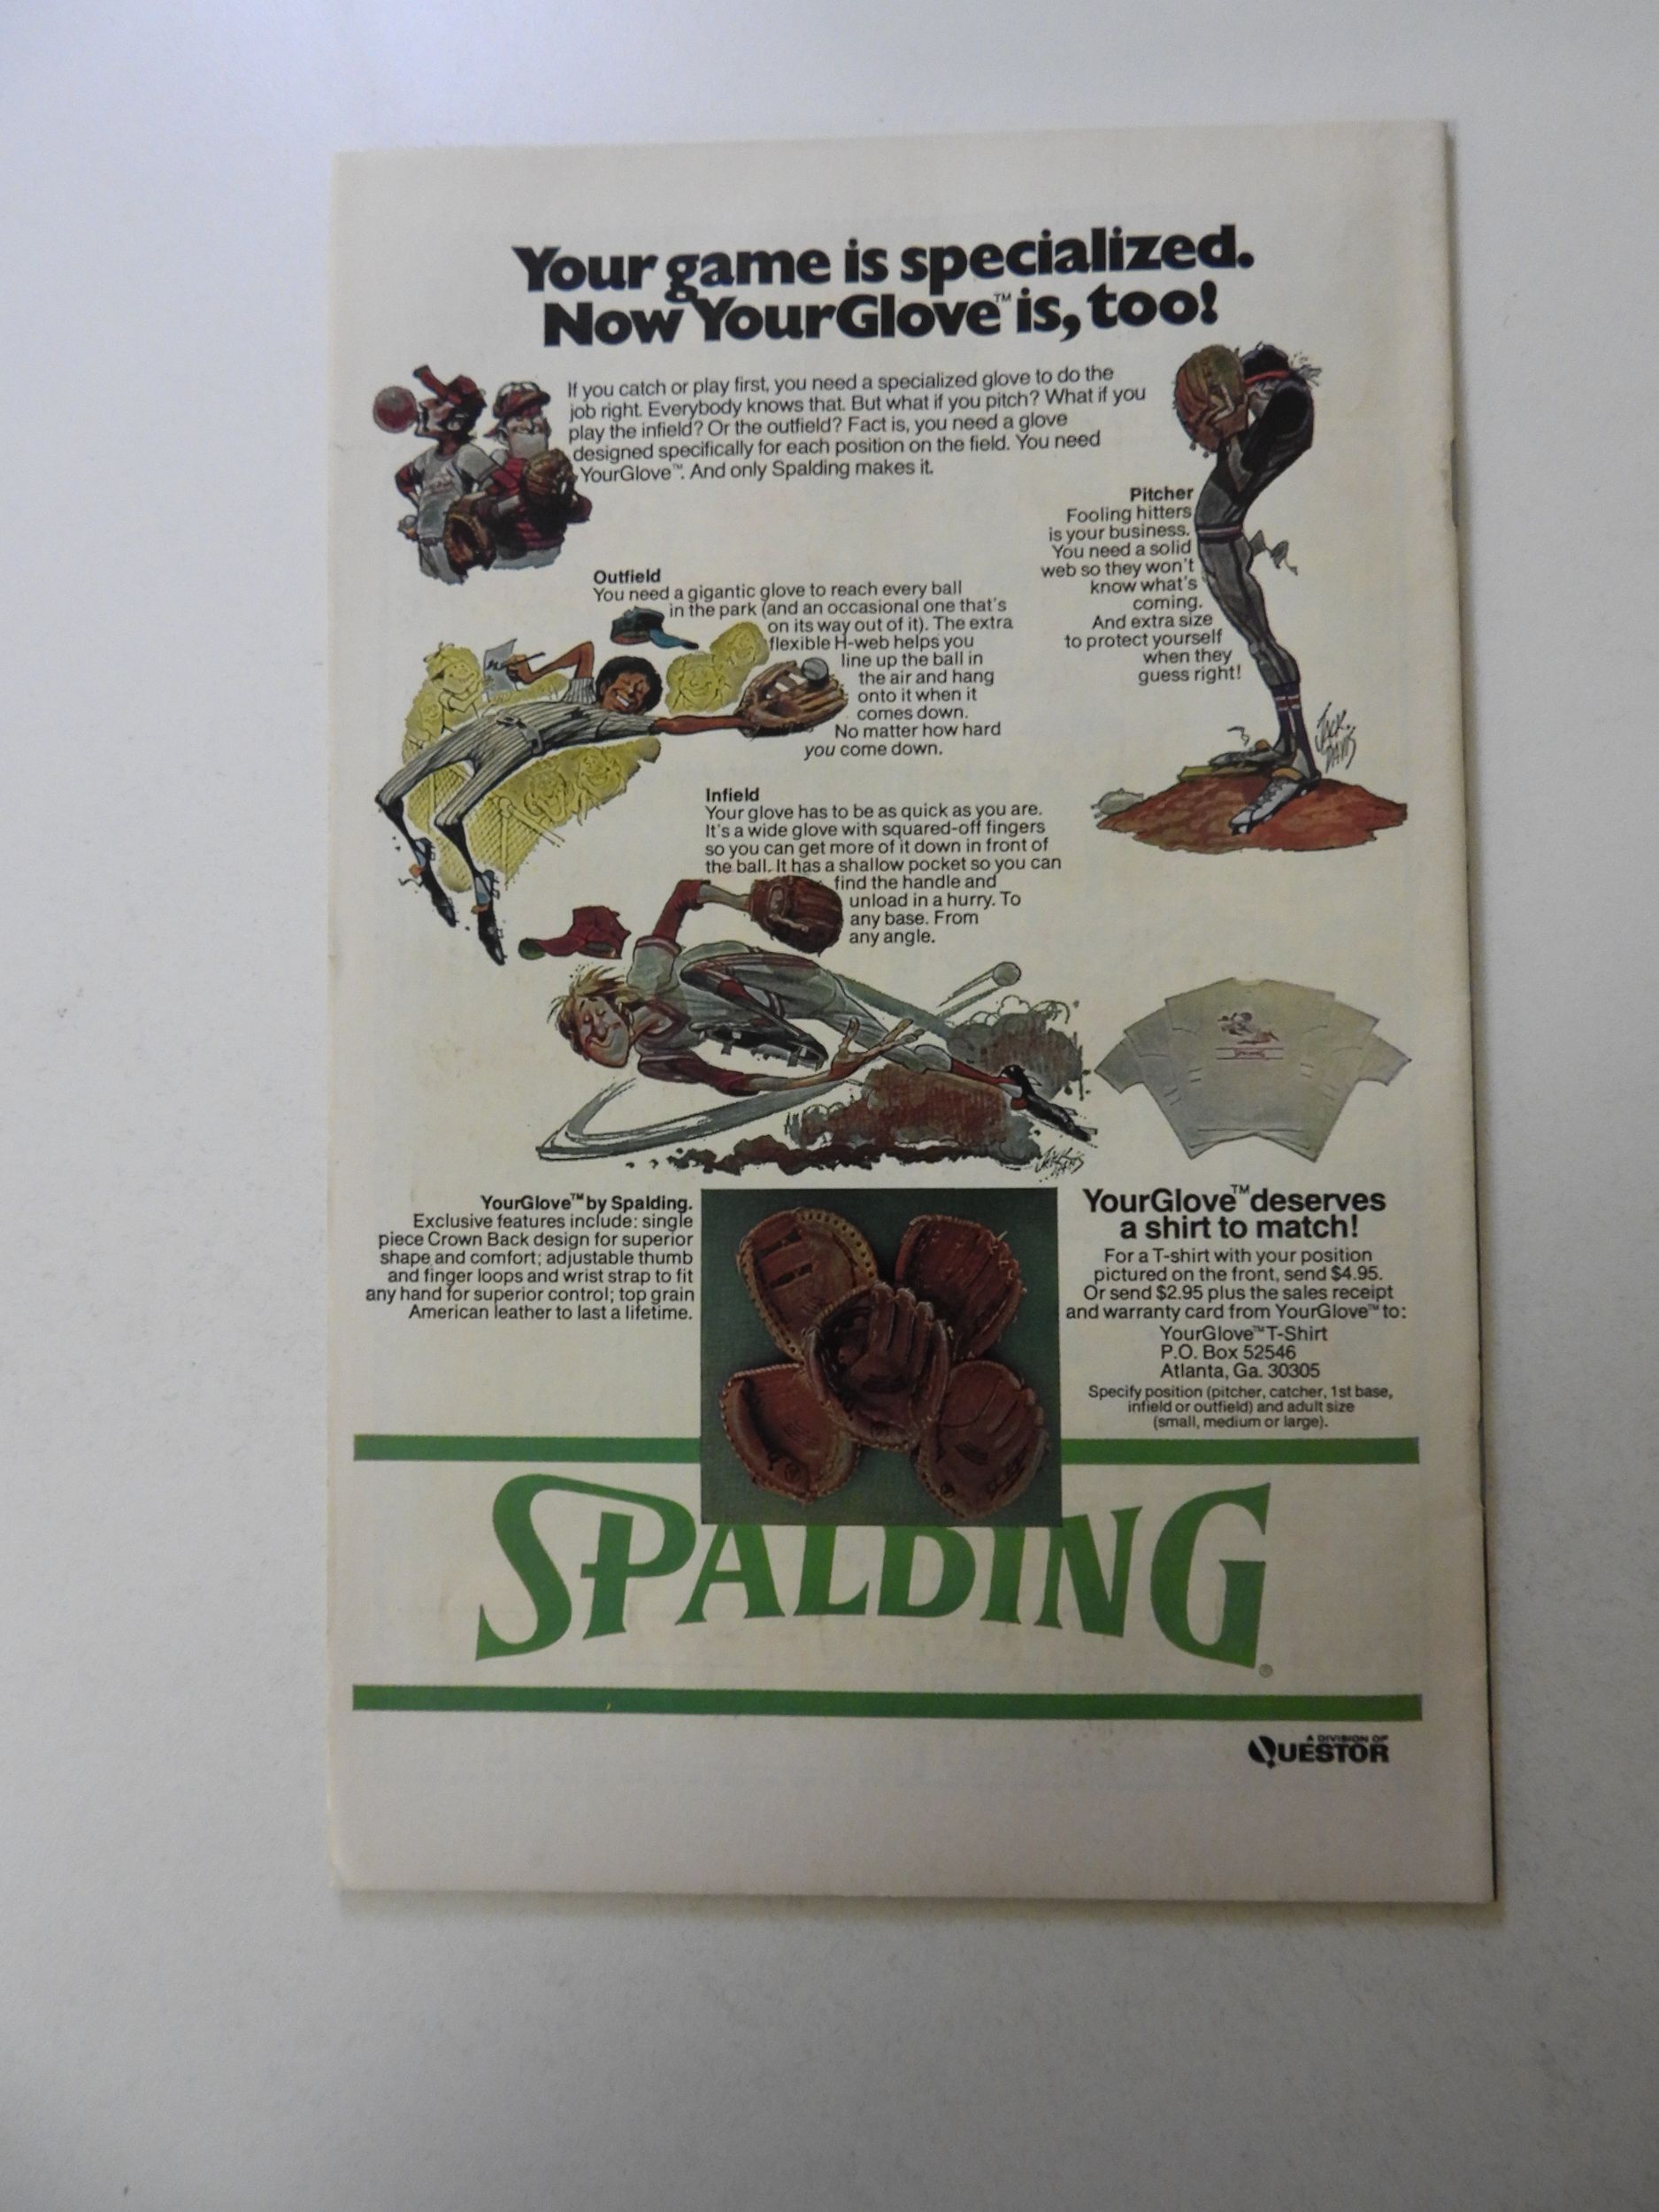 Your game is specialized.
Now YourGlove™ is, too!
If you catch or play first, you need a specialized glove to do the
job right. Everybody knows that. But what if you pitch? What if you
play the infield? Or the outfield? Fact is, you need a glove
designed specifically for each position on the field. You need
YourGlove™. And only Spalding makes it.
Pitcher
Fooling hitters
is your business.
You need a solid
web so they won't
know what's
coming.
And extra size
to protect yourself
when they
guess right!
JACK
DAVIS
Outfield
You need a gigantic glove to reach every ball
in the park (and an occasional one that's
on its way out of it). The extra
flexible H-web helps you
line up the ball in
the air and hang
onto it when it
comes down.
No matter how hard
you come down.
Infield
Your glove has to be as quick as you are.
It's a wide glove with squared-off fingers
so you can get more of it down in front of
the ball. It has a shallow pocket so you can
find the handle and
unload in a hurry. To
any base. From
any angle.
SPALDING
YourGlove™ by Spalding.
Exclusive features include: single
piece Crown Back design for superior
shape and comfort; adjustable thumb
and finger loops and wrist strap to fit
any hand for superior control; top grain
American leather to last a lifetime.
YourGlove™ deserves
a shirt to match!
For a T-shirt with your position
pictured on the front, send $4.95.
Or send $2.95 plus the sales receipt
and warranty card from YourGlove™ to:
YourGlove™ T-Shirt
P.O. Box 52546
Atlanta, Ga. 30305
Specify position (pitcher, catcher, 1st base,
infield or outfield) and adult size
(small, medium or large).
SPALDING®
A DIVISION OF
QUESTOR